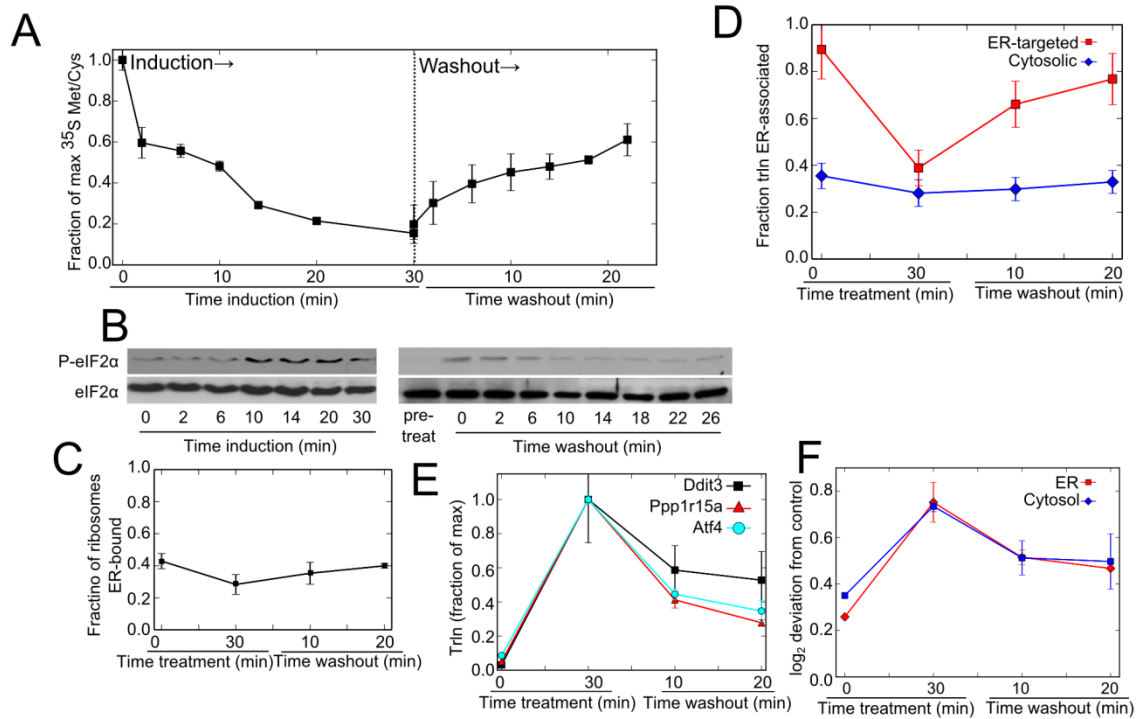 A
Fraction of max ³⁵S Met/Cys
1.0
0.8
0.6
0.4
0.2
0.0
Induction→
Washout→
0
10
20
30
10
20
Time induction (min)
Time washout (min)
B
P-eIF2α
eIF2α
0 2 6 10 14 20 30
Time induction (min)
pre-
treat
0 2 6 10 14 18 22 26
Time washout (min)
C
Fractino of ribosomes
ER-bound
1.0
0.8
0.6
0.4
0.2
0.0
0
30
10
20
Time treatment (min)
Time washout (min)
D
Fraction trln ER-associated
1.0
0.8
0.6
0.4
0.2
0.0
ER-targeted
Cytosolic
0
30
10
20
Time treatment (min)
Time washout (min)
E
Trln (fraction of max)
1.0
0.8
0.6
0.4
0.2
0.0
Ddit3
Ppp1r15a
Atf4
0
30
10
20
Time treatment (min)
Time washout (min)
F
log₂ deviation from control
0.8
0.6
0.4
0.2
0.0
ER
Cytosol
0
30
10
20
Time treatment (min)
Time washout (min)